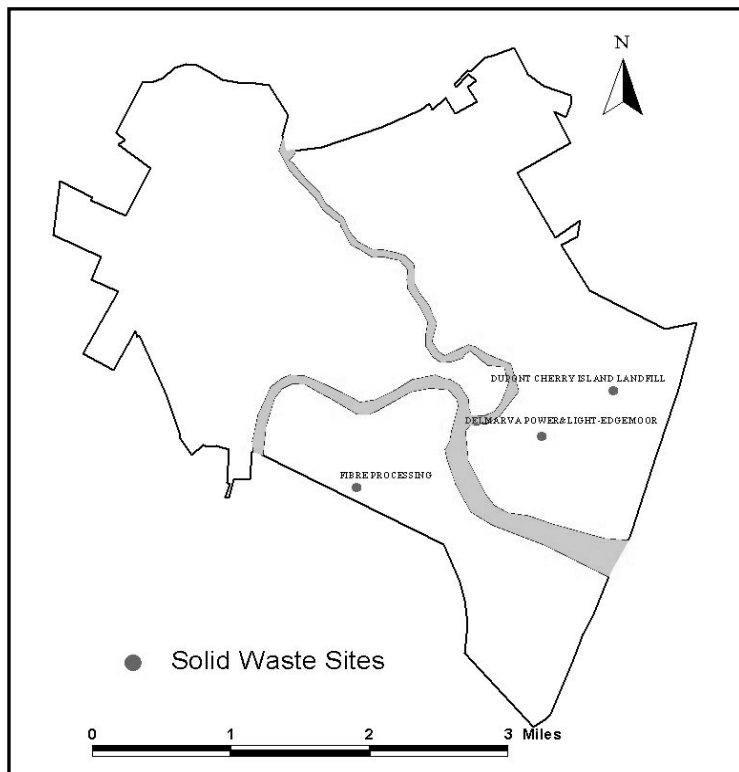 N
DUPONT CHERRY ISLAND LANDFILL
DELMARVA POWER&LIGHT-EDGEMOOR
FIBRE PROCESSING
Solid Waste Sites
0 1 2 3 Miles